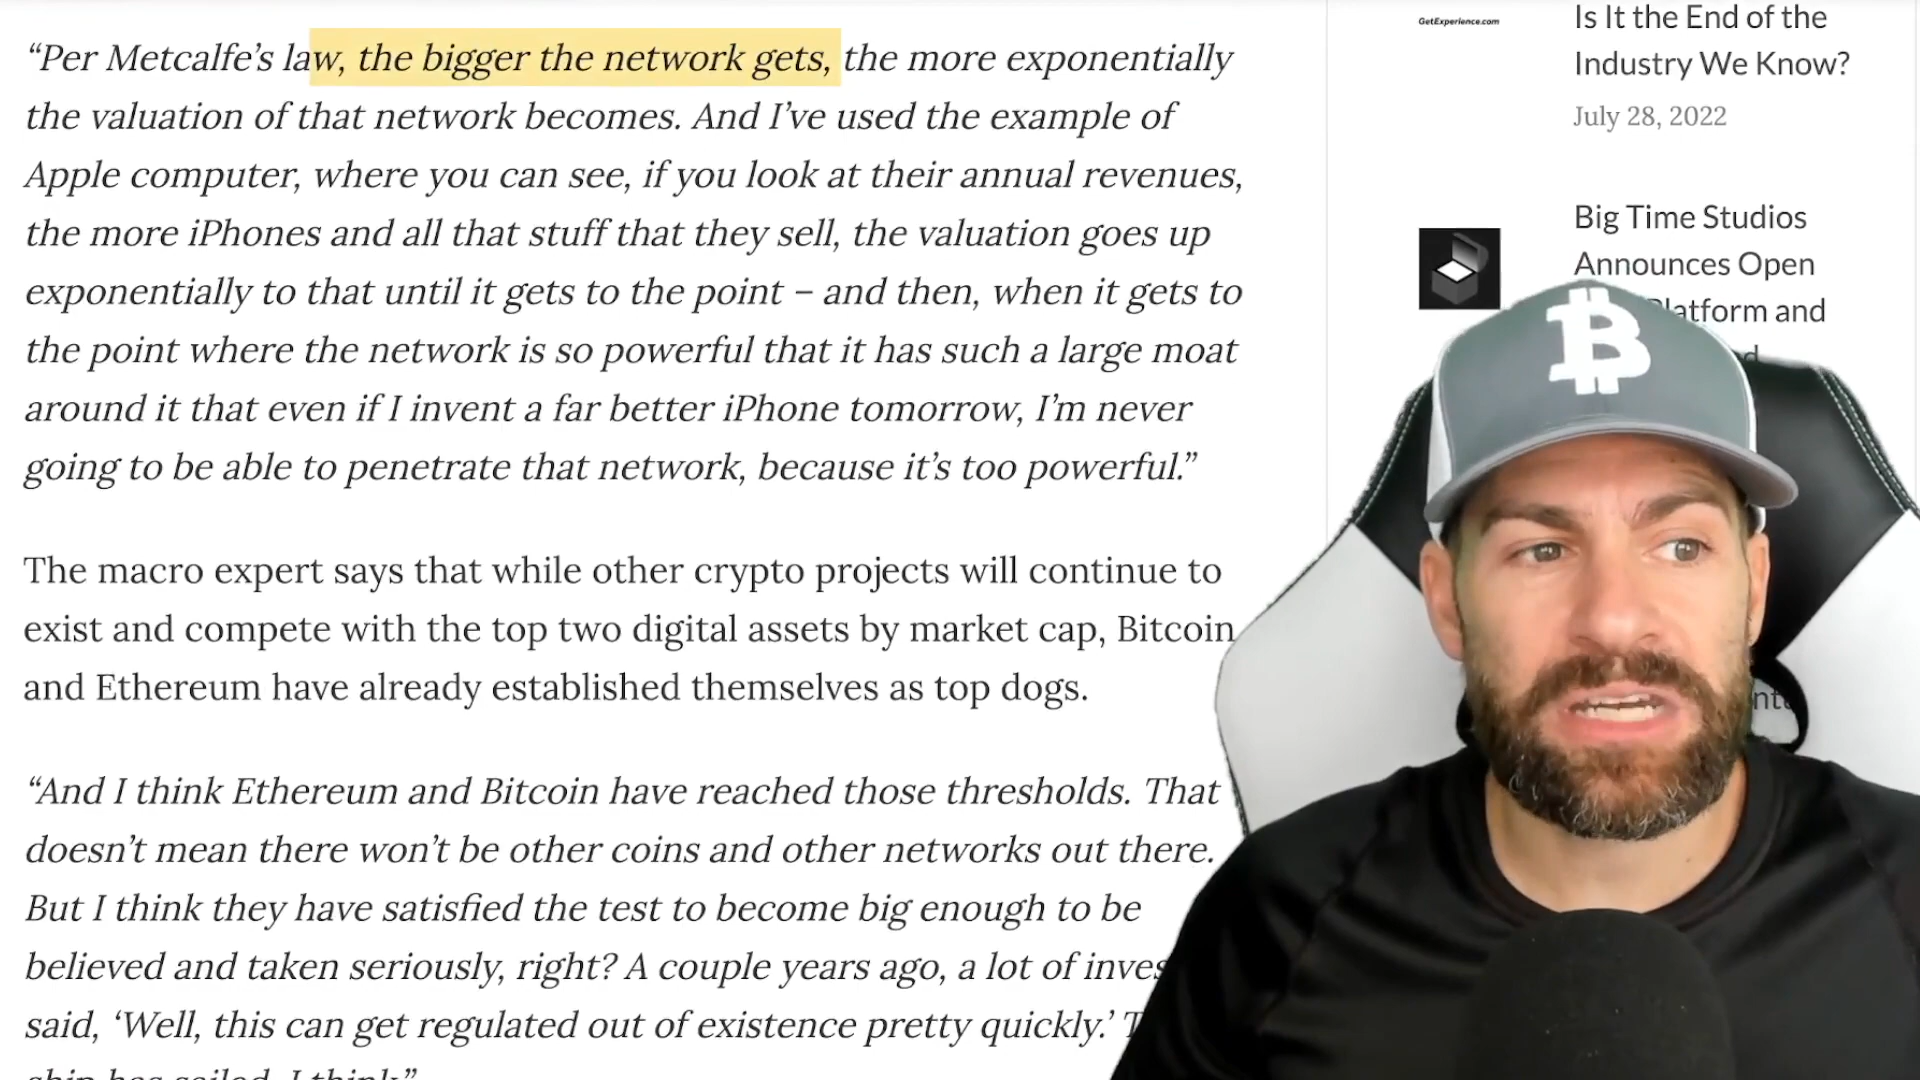 “Per Metcalfe’s law, the bigger the network gets, the more exponentially
the valuation of that network becomes. And I’ve used the example of
Apple computer, where you can see, if you look at their annual revenues,
the more iPhones and all that stuff that they sell, the valuation goes up
exponentially to that until it gets to the point – and then, when it gets to
the point where the network is so powerful that it has such a large moat
around it that even if I invent a far better iPhone tomorrow, I’m never
going to be able to penetrate that network, because it’s too powerful.”
The macro expert says that while other crypto projects will continue to
exist and compete with the top two digital assets by market cap, Bitcoin
and Ethereum have already established themselves as top dogs.
“And I think Ethereum and Bitcoin have reached those thresholds. That
doesn’t mean there won’t be other coins and other networks out there.
But I think they have satisfied the test to become big enough to be
believed and taken seriously, right? A couple years ago, a lot of
said, ‘Well, this can get regulated out of existence pretty quickly.’
ship has sailed, I think.”
GetExperience.com
Is It the End of the
Industry We Know?
July 28, 2022
Big Time Studios
Announces Open
and